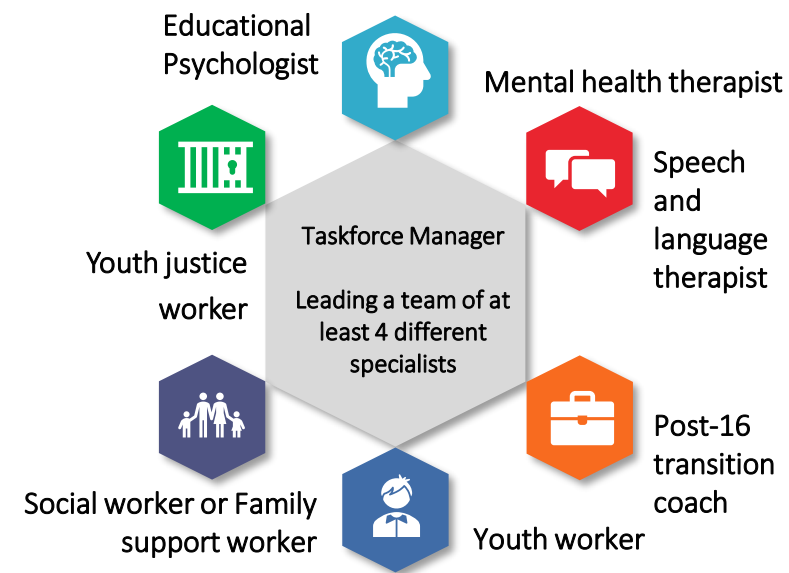 Educational
Psychologist
Mental health therapist
Speech
and
language
therapist
Taskforce Manager
Leading a team of at
least 4 different
specialists
Youth justice
worker
Post-16
transition
coach
Social worker or Family
support worker
Youth worker